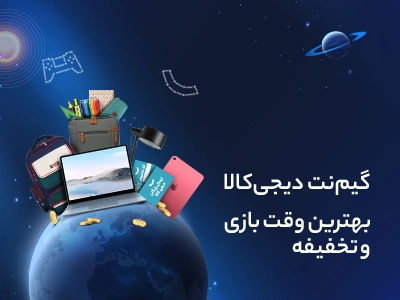 گیم‌نت دیجی‌کالا
بهترین وقت بازی
و تخفیفه